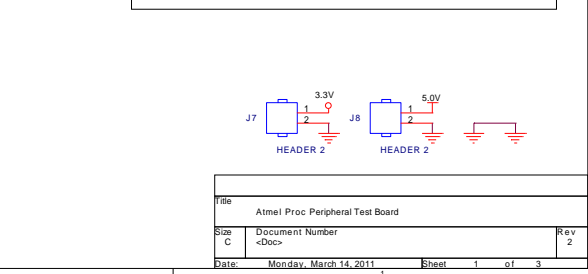 3.3V
5.0V
J7
1
2
J8
1
2
HEADER 2
HEADER 2
Title
Atmel Proc Peripheral Test Board
Size
Document Number
Rev
C
<Doc>
2
Date:
Monday, March 14, 2011
Sheet
1
of
3
1